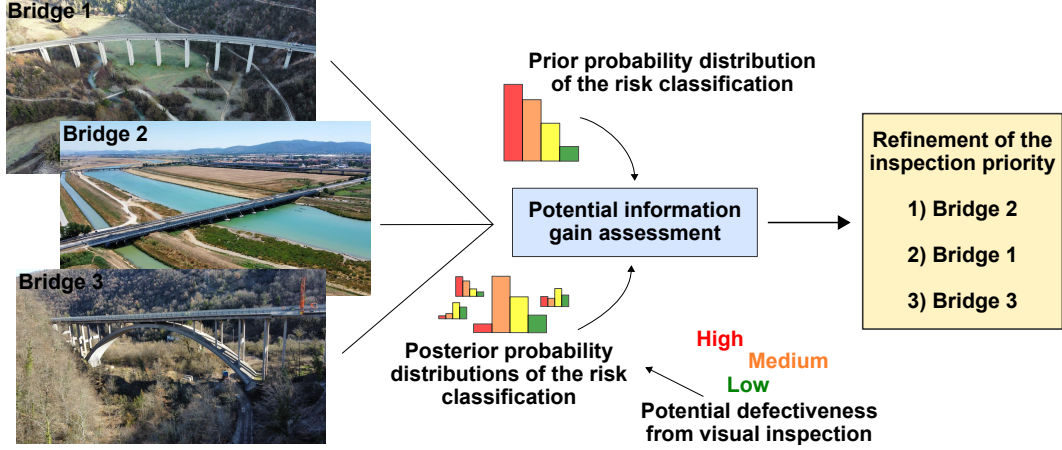 Bridge 1
Bridge 2
Bridge 3
Prior probability distribution
of the risk classification
Potential information
gain assessment
Posterior probability
distributions of the risk
classification
High
Medium
Low
Potential defectiveness
from visual inspection
Refinement of the
inspection priority
1) Bridge 2
2) Bridge 1
3) Bridge 3